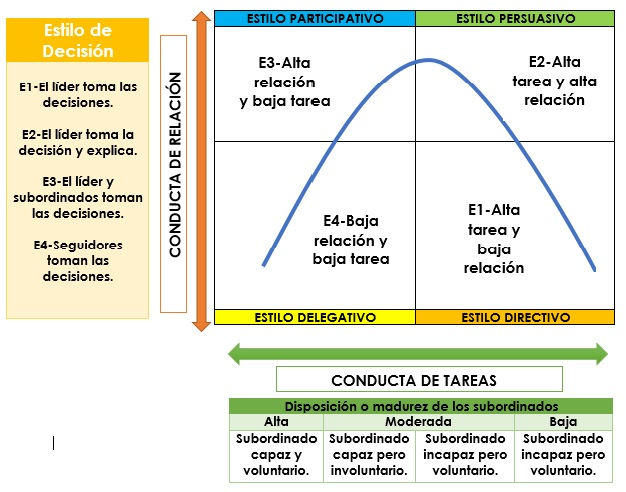 Estilo de
Decisión
E1-El líder toma las
decisiones.
E2-El líder toma la
decisión y explica.
E3-El líder y
subordinados toman
las decisiones.
E4-Seguidores
toman las
decisiones.
CONDUCTA DE RELACIÓN
ESTILO PARTICIPATIVO
ESTILO PERSUASIVO
E3-Alta
relación
y baja tarea
E2-Alta
tarea y alta
relación
E4-Baja
relación y
baja tarea
E1-Alta
tarea y
baja
relación
ESTILO DELEGATIVO
ESTILO DIRECTIVO
CONDUCTA DE TAREAS
Disposición o madurez de los subordinados
Alta
Moderada
Baja
Subordinado
capaz y
voluntario.
Subordinado
capaz pero
involuntario.
Subordinado
incapaz pero
voluntario.
Subordinado
incapaz pero
voluntario.